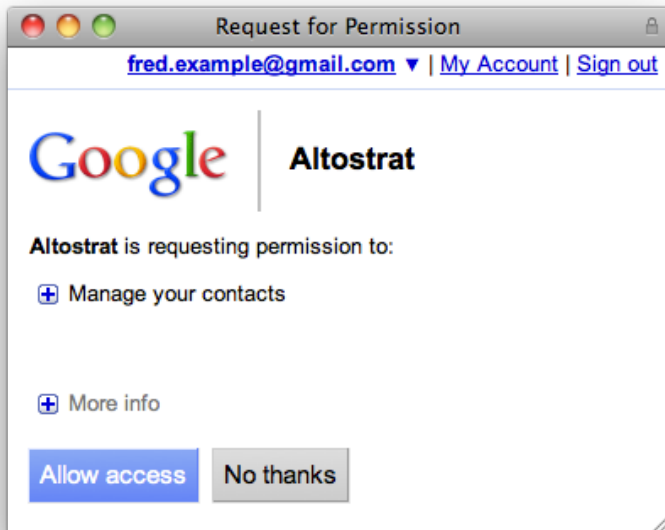 Request for Permission
fred.example@gmail.com ▼ | My Account | Sign out
Google Altostrat
Altostrat is requesting permission to:
Manage your contacts
More info
Allow access No thanks